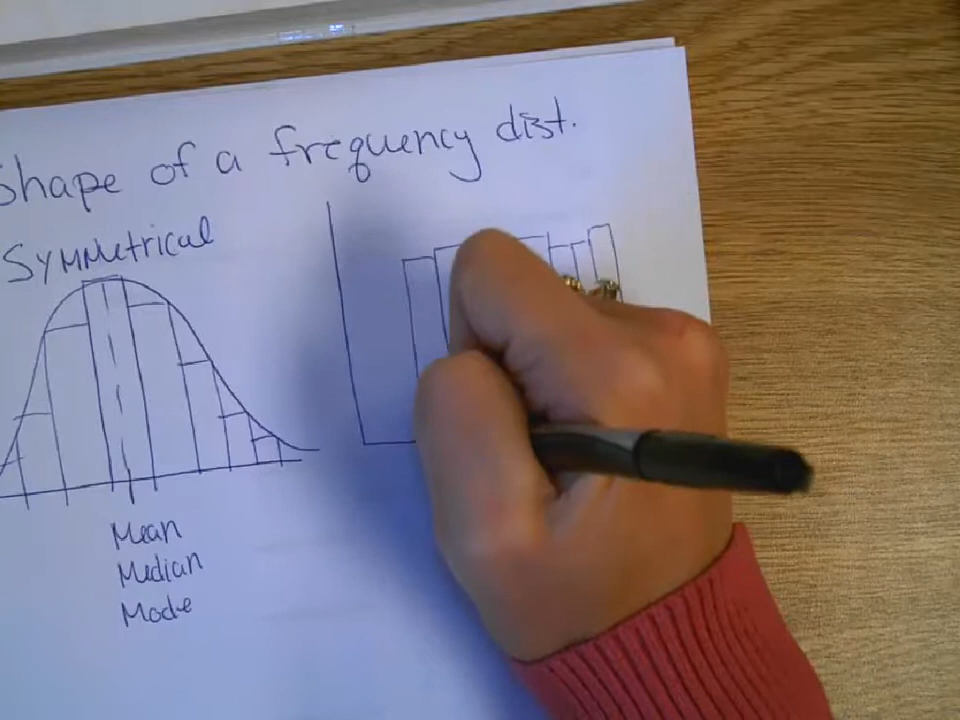 Shape of a frequency dist.
Symmetrical
Mean
Median
Mode